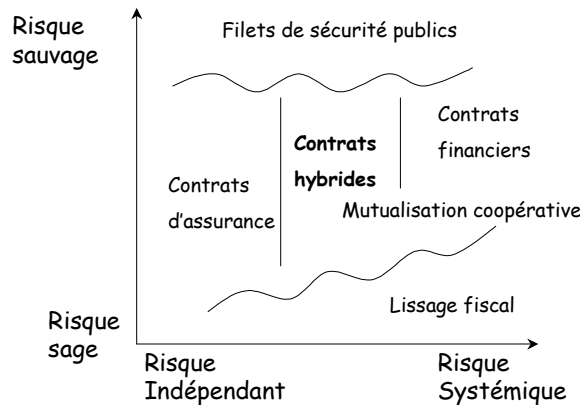 Risque
sauvage
Filets de sécurité publics
Contrats
financiers
Contrats
hybrides
Contrats
d'assurance
Mutualisation coopérative
Lissage fiscal
Risque
sage
Risque
Indépendant
Risque
Systémique